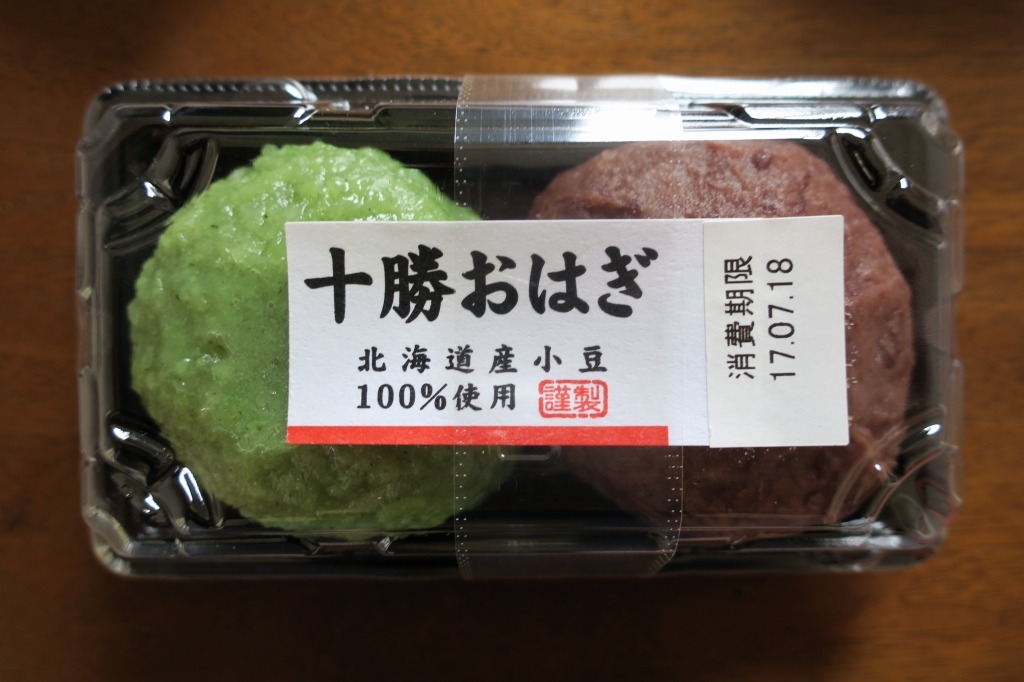 十勝おはぎ
北海道産小豆
100%使用 謹製
消費期限
17.07.18